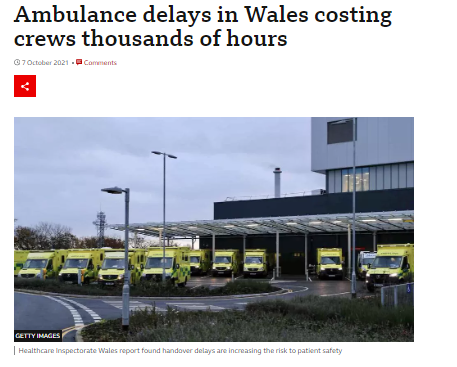 Ambulance delays in Wales costing
crews thousands of hours
7 October 2021 • Comments
GETTY IMAGES
Healthcare Inspectorate Wales report found handover delays are increasing the risk to patient safety